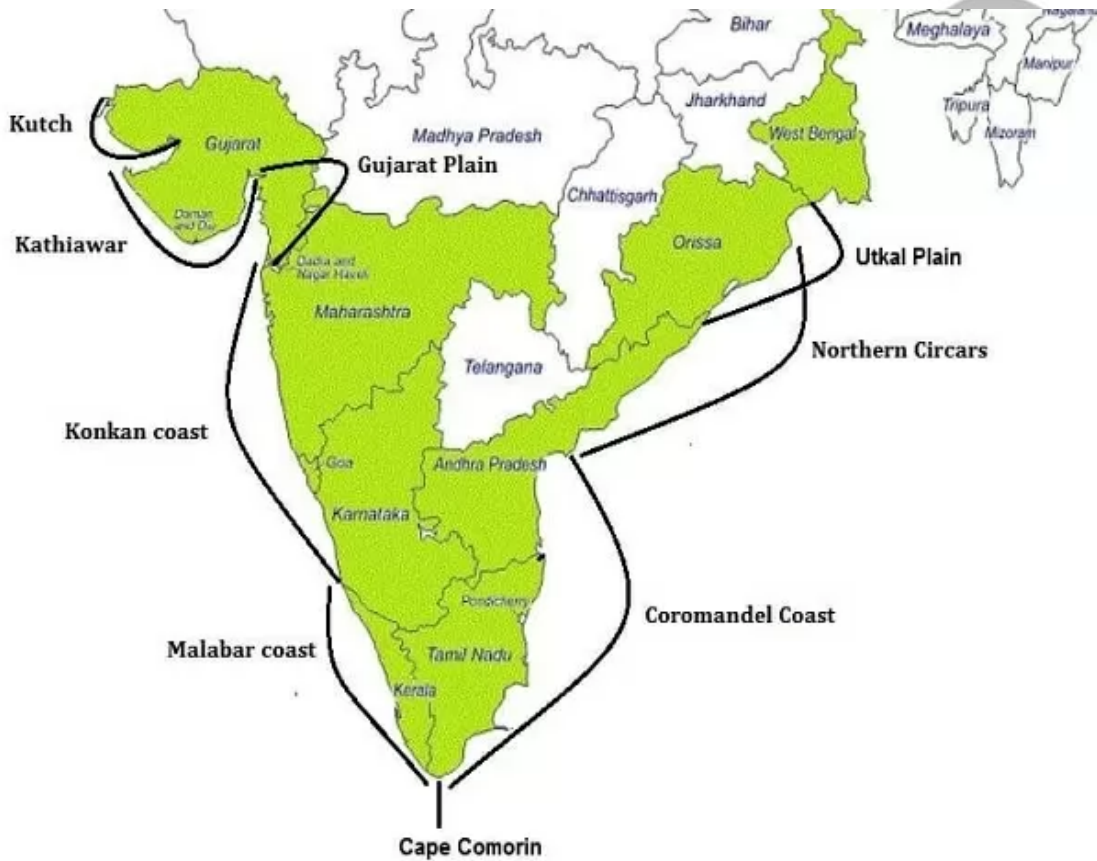 Bihar
Meghalaya
Nagaland
Manipur
Jharkhand
Tripura
Mizoram
West Bengal
Kutch
Gujarat
Madhya Pradesh
Gujarat Plain
Chhattisgarh
Daman
and Diu
Kathiawar
Orissa
Utkal Plain
Dadra and
Nagar Haveli
Maharashtra
Northern Circars
Telangana
Konkan coast
Goa
Andhra Pradesh
Karnataka
Pondicherry
Coromandel Coast
Malabar coast
Tamil Nadu
Kerala
Cape Comorin